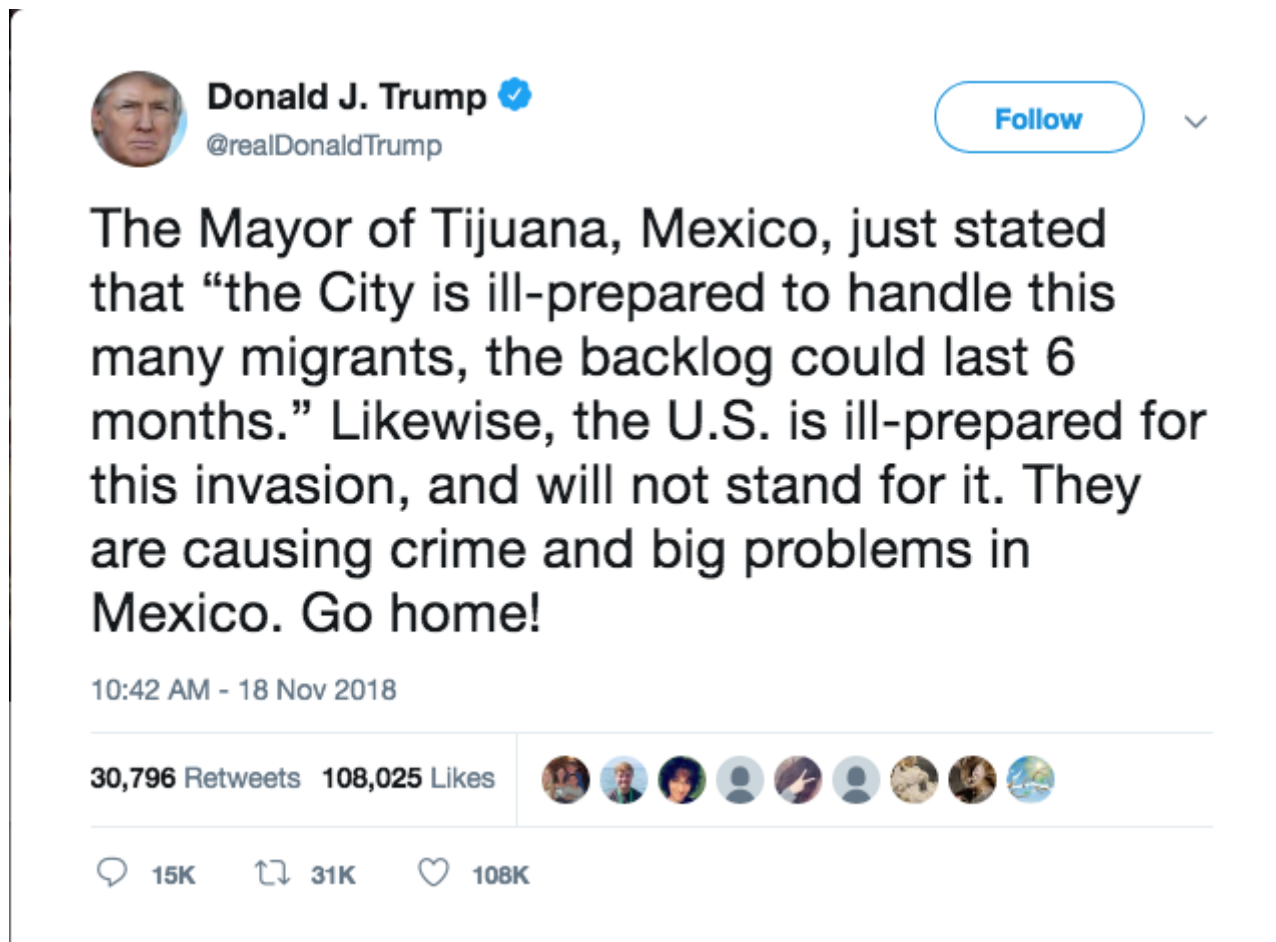 Donald J. Trump
@realDonaldTrump
Follow
The Mayor of Tijuana, Mexico, just stated
that “the City is ill-prepared to handle this
many migrants, the backlog could last 6
months.” Likewise, the U.S. is ill-prepared for
this invasion, and will not stand for it. They
are causing crime and big problems in
Mexico. Go home!
10:42 AM - 18 Nov 2018
30,796 Retweets 108,025 Likes
15K 31K 108K